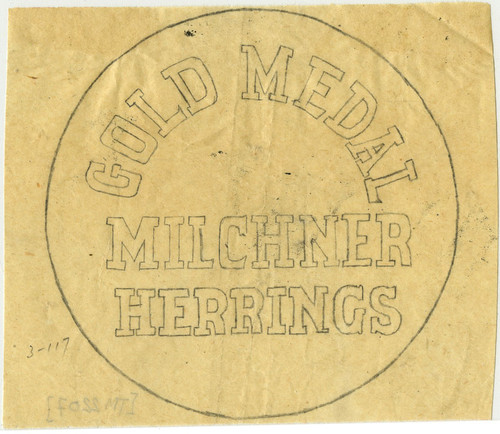 GOLD MEDAL
MILCHNER
HERRINGS
3-117